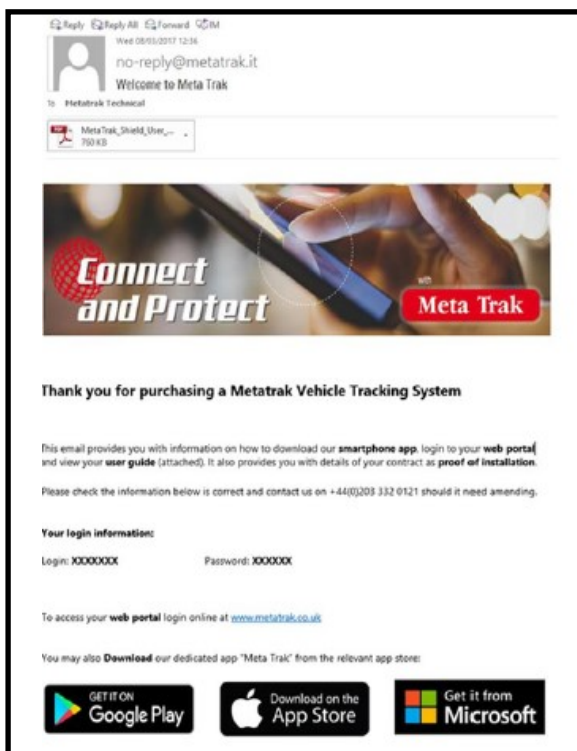 Reply Reply All Forward IM
Wed 08/03/2017 12:36
no-reply@metatrak.it
Welcome to Meta Trak
To Metatrak Technical
MetaTrak_Shield_User_...
760 KB
Connect
and Protect
with
Meta Trak
Thank you for purchasing a Metatrak Vehicle Tracking System
This email provides you with information on how to download our smartphone app, login to your web portal
and view your user guide (attached). It also provides you with details of your contract as proof of installation.
Please check the information below is correct and contact us on +44(0)203 332 0121 should it need amending.
Your login information:
Login: XXXXXXX Password: XXXXXX
To access your web portal login online at www.metatrak.co.uk
You may also Download our dedicated app "Meta Trak" from the relevant app store:
GET IT ON
Google Play
Download on the
App Store
Get it from
Microsoft